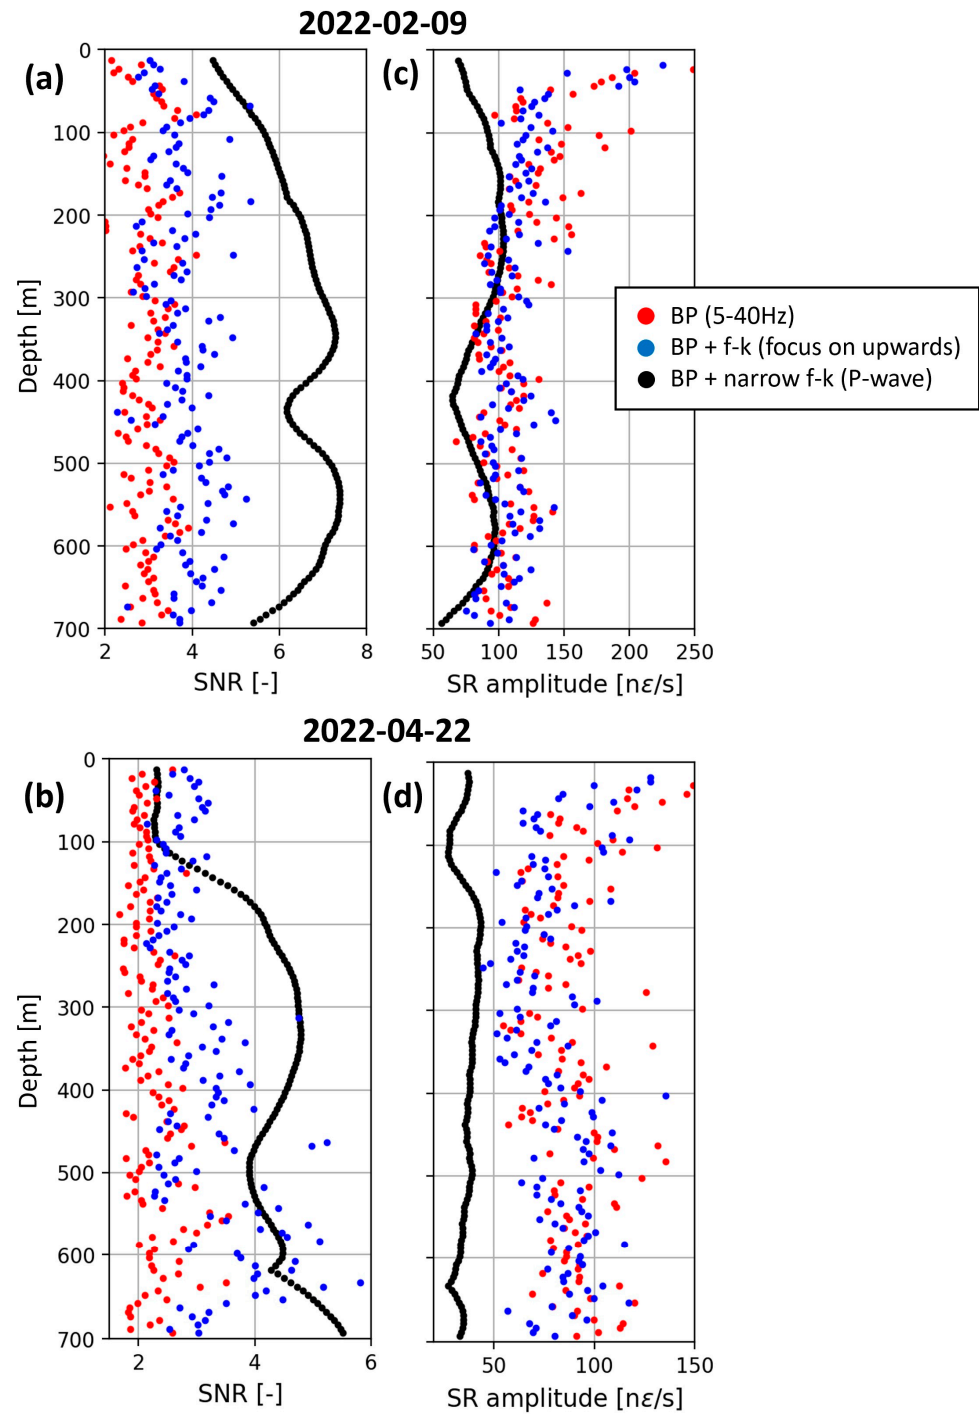 2022-02-09
(a)
(c)
0
100
200
300
400
500
600
700
Depth [m]
2
4
6
8
SNR [-]
50
100
150
200
250
SR amplitude [nε/s]
BP (5-40Hz)
BP + f-k (focus on upwards)
BP + narrow f-k (P-wave)
2022-04-22
(b)
(d)
0
100
200
300
400
500
600
700
Depth [m]
2
4
6
SNR [-]
50
100
150
SR amplitude [nε/s]